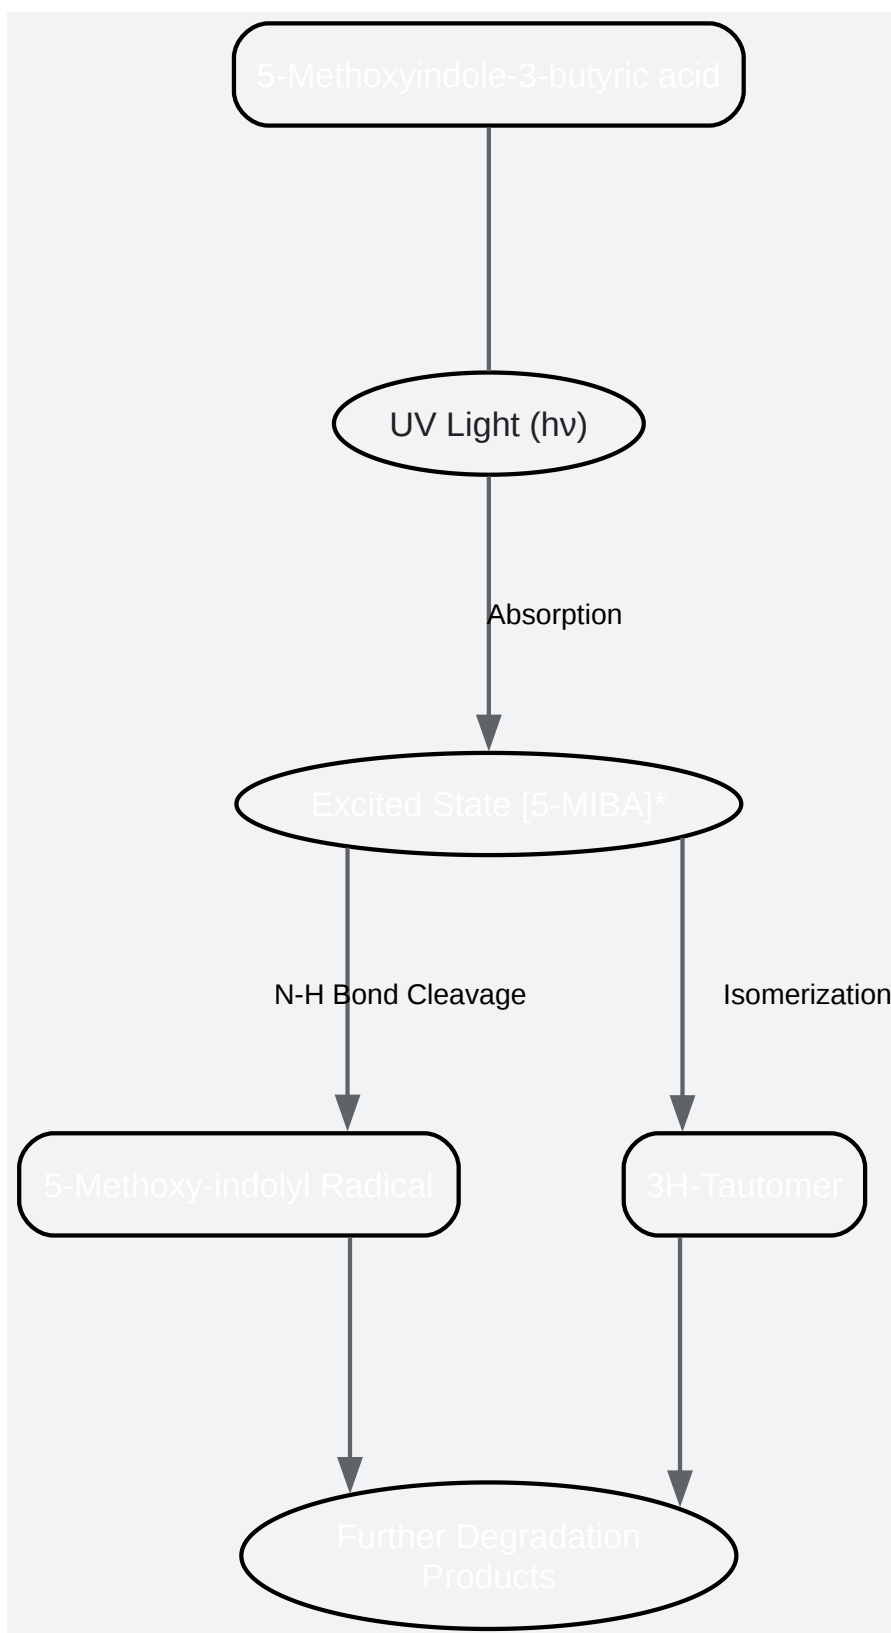 5-Methoxyindole-3-butyric acid
UV Light (hν)
Absorption
Excited State [5-MIBA]*
N-H Bond Cleavage
Isomerization
5-Methoxy-indolyl Radical
3H-Tautomer
Further Degradation
Products